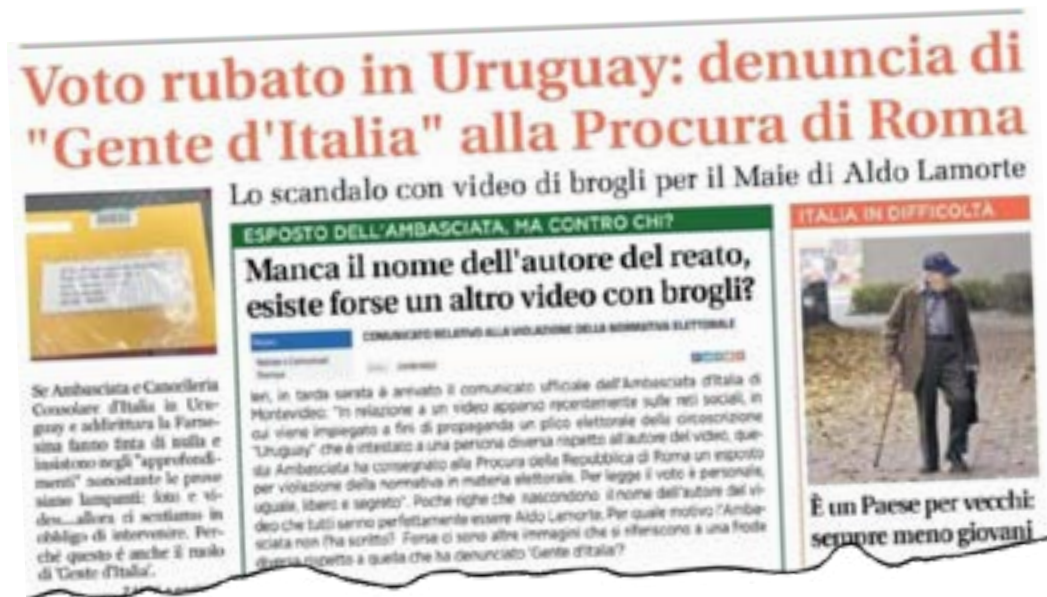 Voto rubato in Uruguay: denuncia di
"Gente d'Italia" alla Procura di Roma
Lo scandalo con video di brogli per il Maie di Aldo Lamorte
Se Ambasciata e Cancelleria
Consolare d'Italia in Uru-
guay e addirittura la Farne-
sina fanno finta di nulla e
insistono negli "approfondi-
menti" nonostante le prove
siano lampanti: foto e vi-
deo....allora ci sentiamo in
obbligo di intervenire. Per-
ché questo è anche il ruolo
di 'Gente d'Italia'.
ESPOSTO DELL'AMBASCIATA, MA CONTRO CHI?
Manca il nome dell'autore del reato,
esiste forse un altro video con brogli?
COMUNICATO RELATIVO ALLA VIOLAZIONE DELLA NORMATIVA ELETTORALE
Ieri, in tarda serata è arrivato il comunicato ufficiale dell'Ambasciata d'Italia di
Montevideo: "In relazione a un video apparso recentemente sulle reti sociali, in
cui viene impiegato a fini di propaganda un plico elettorale della circoscrizione
"Uruguay" che è intestato a una persona diversa rispetto all'autore del video, que-
sta Ambasciata ha consegnato alla Procura della Repubblica di Roma un esposto
per violazione della normativa in materia elettorale. Per legge il voto è personale,
uguale, libero e segreto". Poche righe che nascondono il nome dell'autore del vi-
deo che tutti sanno perfettamente essere Aldo Lamorte. Per quale motivo l'Amba-
sciata non l'ha scritto? Forse ci sono altre immagini che si riferiscono a una frode
diversa rispetto a quella che ha denunciato 'Gente d'Italia'?
ITALIA IN DIFFICOLTÀ
È un Paese per vecchi:
sempre meno giovani